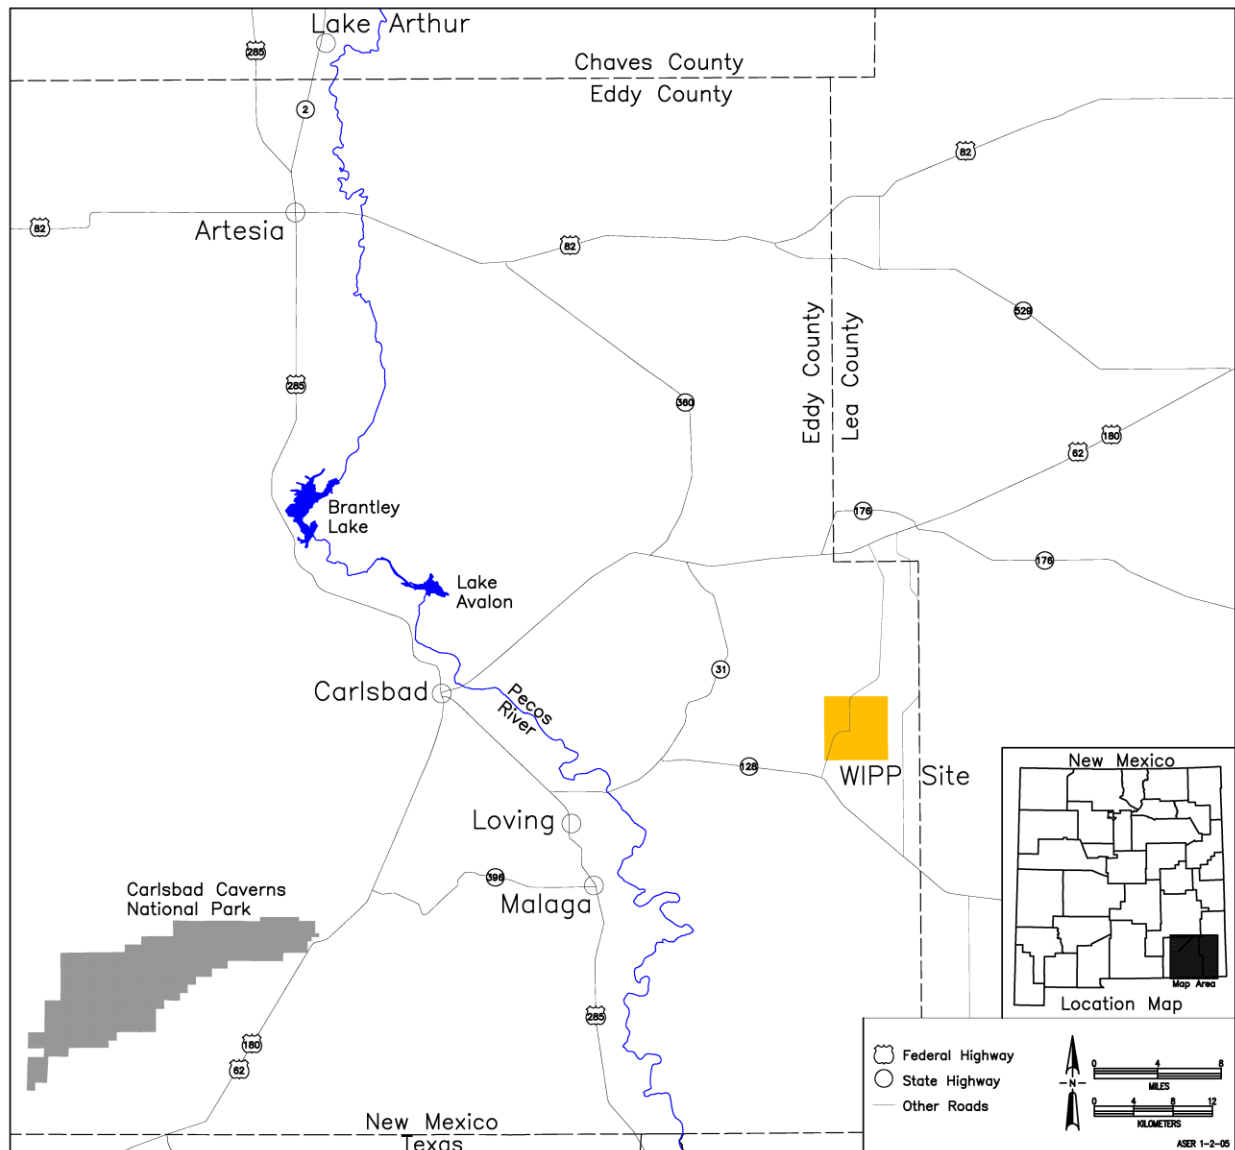 Lake Arthur
285
Chaves County
Eddy County
2
82
Artesia
82
82
529
Eddy County
Lea County
285
360
180
62
Brantley
Lake
176
176
Lake
Avalon
31
Carlsbad
Pecos
River
128
WIPP Site
New Mexico
Loving
396
Malaga
Carlsbad Caverns
National Park
Map Area
Location Map
285
180
62
Federal Highway
State Highway
Other Roads
N
0 4 8
MILES
0 4 8 12
KILOMETERS
New Mexico
Texas
ASER 1-2-05